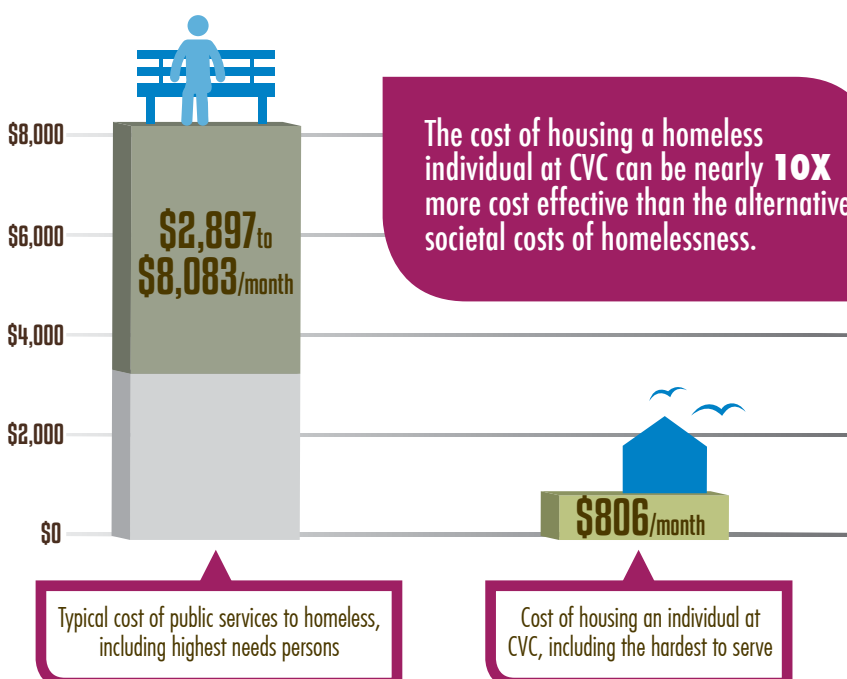 The cost of housing a homeless
individual at CVC can be nearly 10X
more cost effective than the alternative
societal costs of homelessness.
$8,000
$6,000
$4,000
$2,000
$0
$2,897 to
$8,083/month
$806/month
Typical cost of public services to homeless,
including highest needs persons
Cost of housing an individual at
CVC, including the hardest to serve